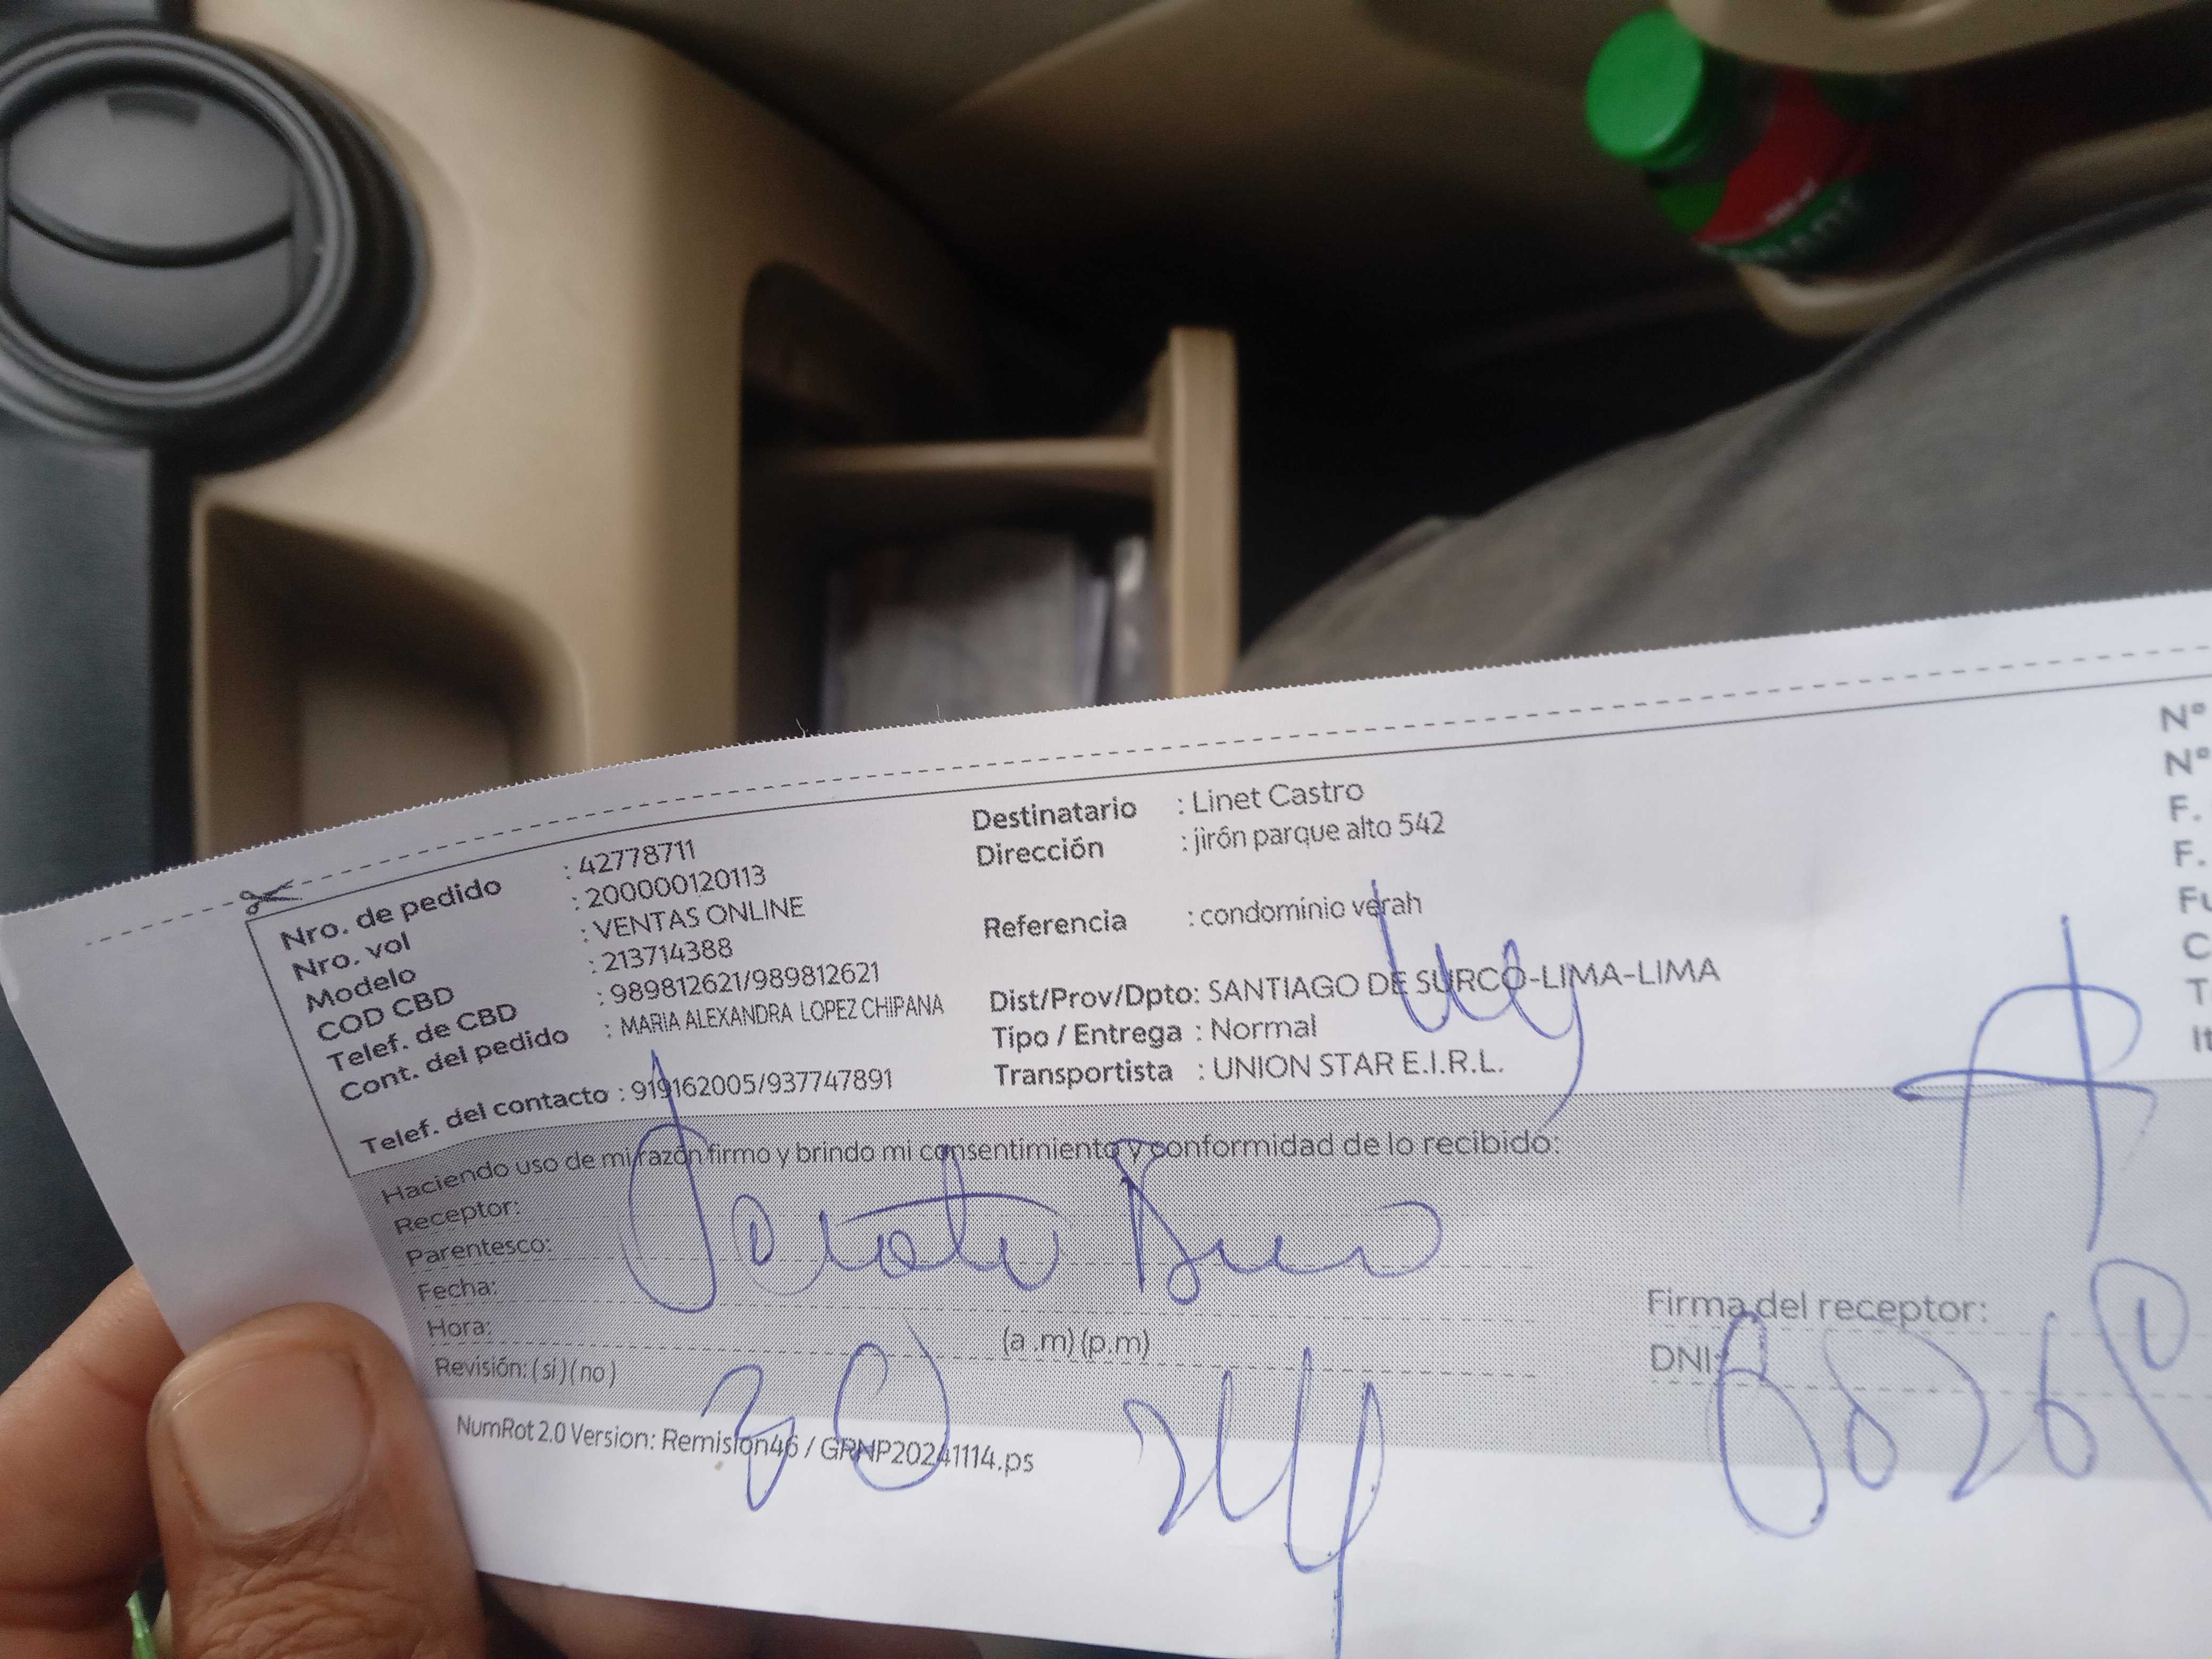 Nro. de pedido : 42778711
Nro. vol : 200000120113
Modelo : VENTAS ONLINE
COD CBD : 213714388
Telef. de CBD : 989812621/989812621
Cont. del pedido : MARIA ALEXANDRA LOPEZ CHIPANA
Telef. del contacto : 919162005/937747891
Destinatario : Linet Castro
Dirección : jirón parque alto 542
Referencia : condominio verah
Dist/Prov/Dpto: SANTIAGO DE SURCO-LIMA-LIMA
Tipo / Entrega : Normal
Transportista : UNION STAR E.I.R.L.
N°
N°
F.
F.
Fu
C
T
It
Haciendo uso de mi razón firmo y brindo mi consentimiento y conformidad de lo recibido:
Receptor:
Parentesco:
Fecha:
Hora: (a .m) (p.m)
Revisión: ( si ) ( no )
Firma del receptor:
DNI:
NumRot 2.0 Version: Remision46 / GRNP20241114.ps